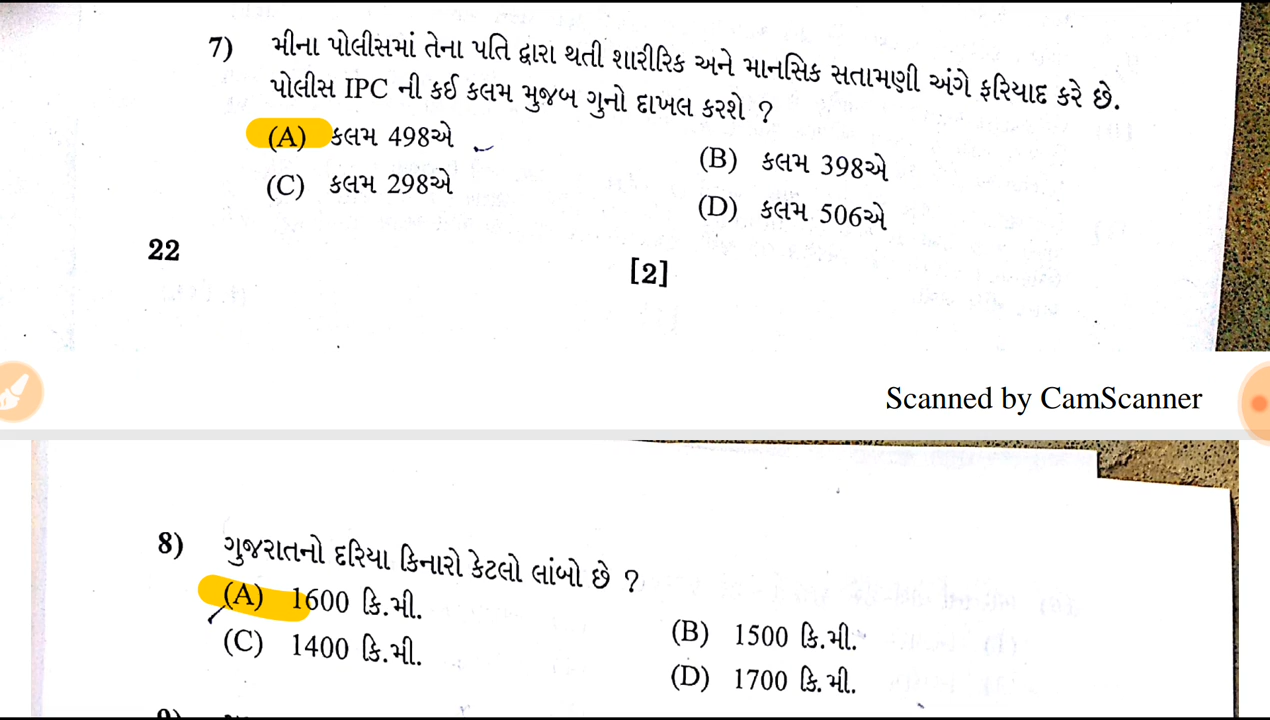 7) મીના પોલીસમાં તેના પતિ દ્વારા થતી શારીરિક અને માનસિક સતામણી અંગે ફરિયાદ કરે છે.
પોલીસ IPC ની કઈ કલમ મુજબ ગુનો દાખલ કરશે ?
(A) કલમ 498એ
(B) કલમ 398એ
(C) કલમ 298એ
(D) કલમ 506એ
22
[2]
Scanned by CamScanner
8) ગુજરાતનો દરિયા કિનારો કેટલો લાંબો છે ?
(A) 1600 કિ.મી.
(B) 1500 કિ.મી.
(C) 1400 કિ.મી.
(D) 1700 કિ.મી.